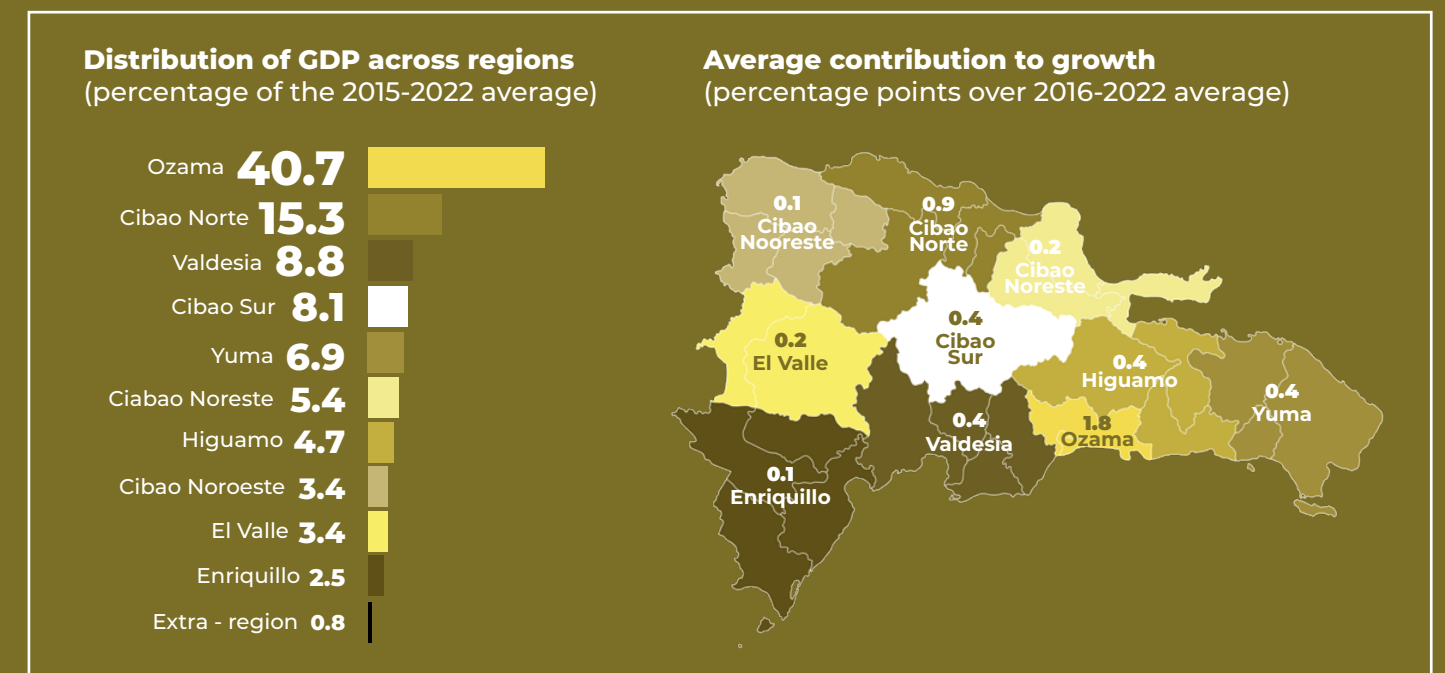 Distribution of GDP across regions
(percentage of the 2015-2022 average)
Ozama 40.7
Cibao Norte 15.3
Valdesia 8.8
Cibao Sur 8.1
Yuma 6.9
Ciabao Noreste 5.4
Higuamo 4.7
Cibao Noroeste 3.4
El Valle 3.4
Enriquillo 2.5
Extra - region 0.8
Average contribution to growth
(percentage points over 2016-2022 average)
0.1
Cibao
Nooreste
0.9
Cibao
Norte
0.2
Cibao
Noreste
0.2
El Valle
0.4
Cibao
Sur
0.4
Higuamo
0.4
Yuma
1.8
Ozama
0.4
Valdesia
0.1
Enriquillo